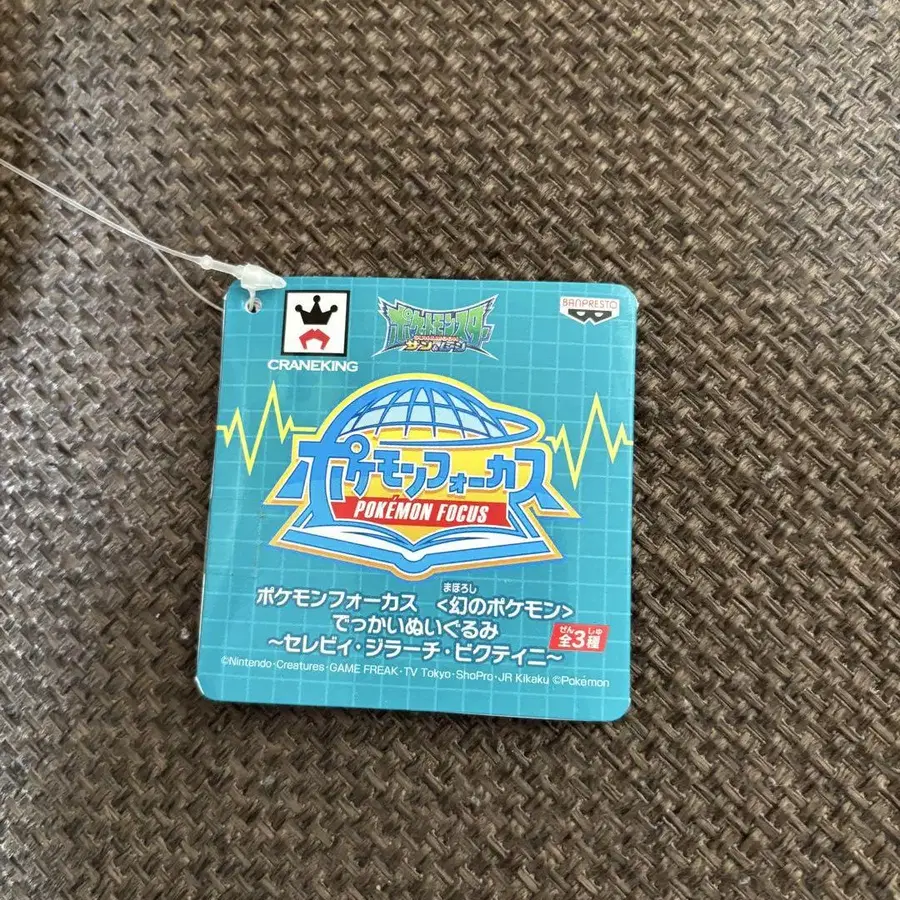 CRANEKING
ポケットモンスター
サン&ムーン
BANPRESTO
ポケモンフォーカス
POKÉMON FOCUS
ポケモンフォーカス <幻のポケモン>
まぼろし
でっかいぬいぐるみ
~セレビィ・ジラーチ・ビクティニ~
ぜん しゅ
全3種
©Nintendo・Creatures・GAME FREAK・TV Tokyo・ShoPro・JR Kikaku ©Pokémon